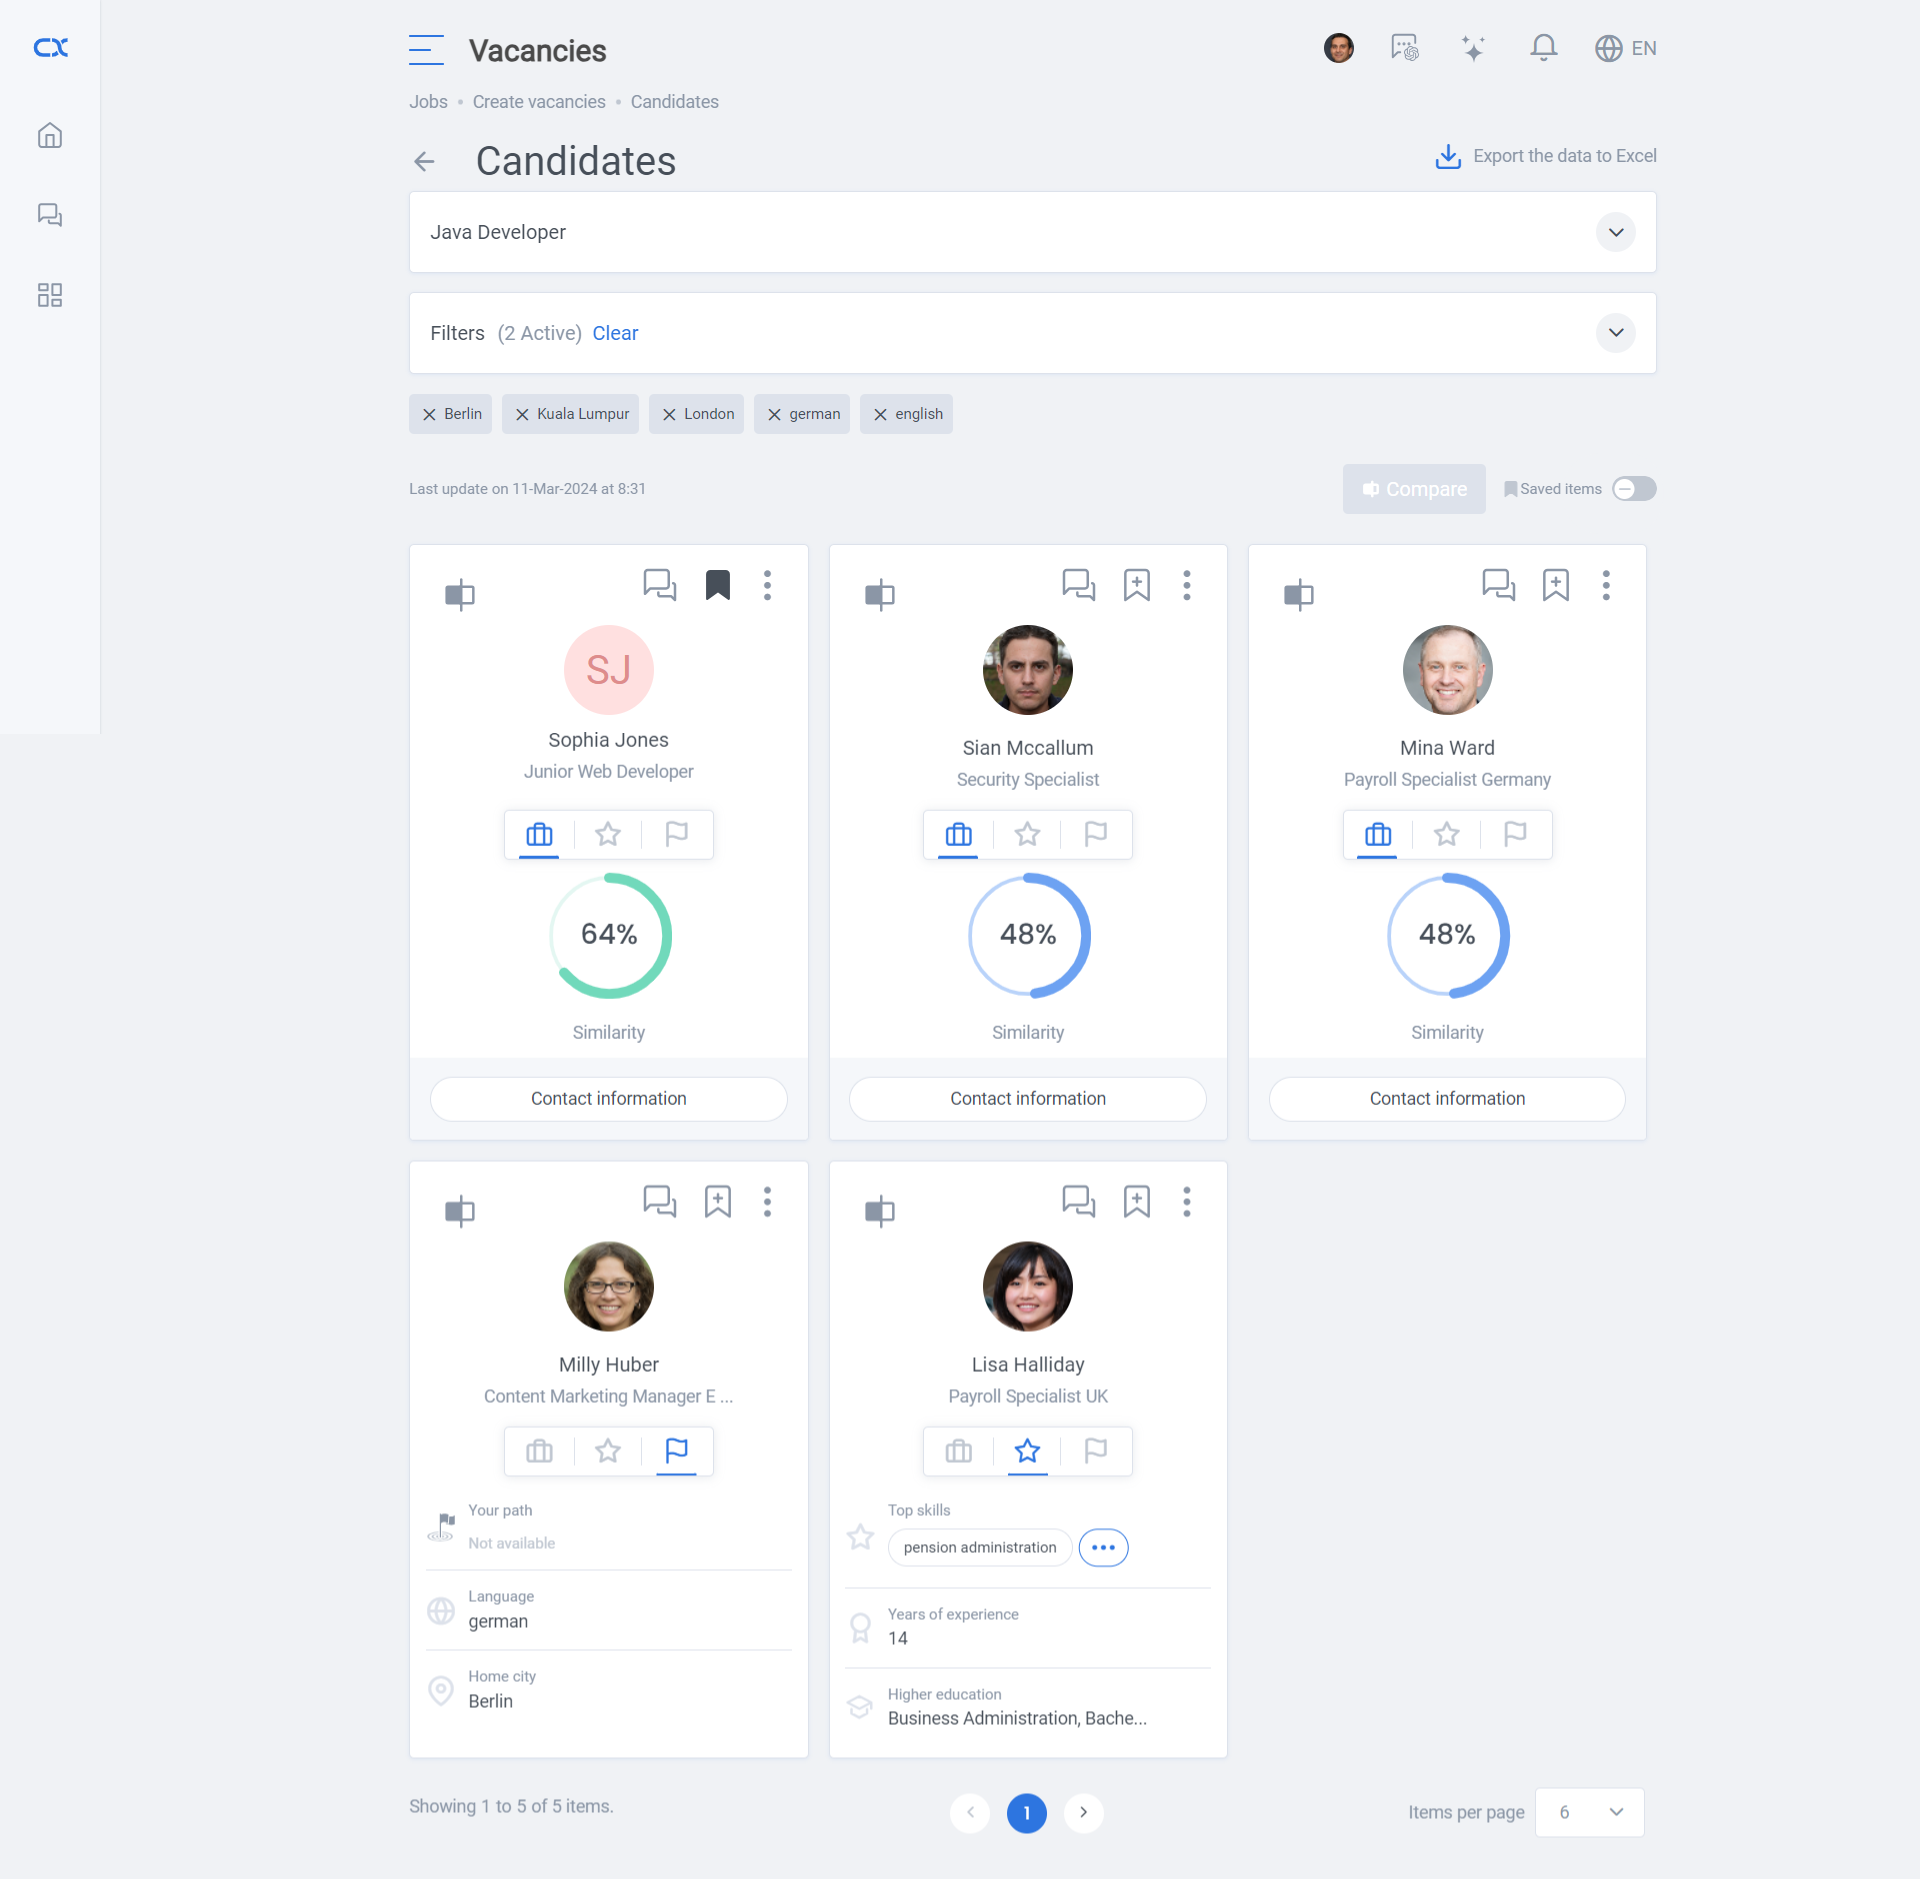 CX
Vacancies
EN
Jobs • Create vacancies • Candidates
Candidates
Export the data to Excel
Java Developer
Filters (2 Active) Clear
Berlin
Kuala Lumpur
London
german
english
Last update on 11-Mar-2024 at 8:31
Compare
Saved items
SJ
Sophia Jones
Junior Web Developer
64%
Similarity
Contact information
Sian Mccallum
Security Specialist
48%
Similarity
Contact information
Mina Ward
Payroll Specialist Germany
48%
Similarity
Contact information
Milly Huber
Content Marketing Manager E ...
Your path
Not available
Language
german
Home city
Berlin
Lisa Halliday
Payroll Specialist UK
Top skills
pension administration
Years of experience
14
Higher education
Business Administration, Bache...
Showing 1 to 5 of 5 items.
1
Items per page
6